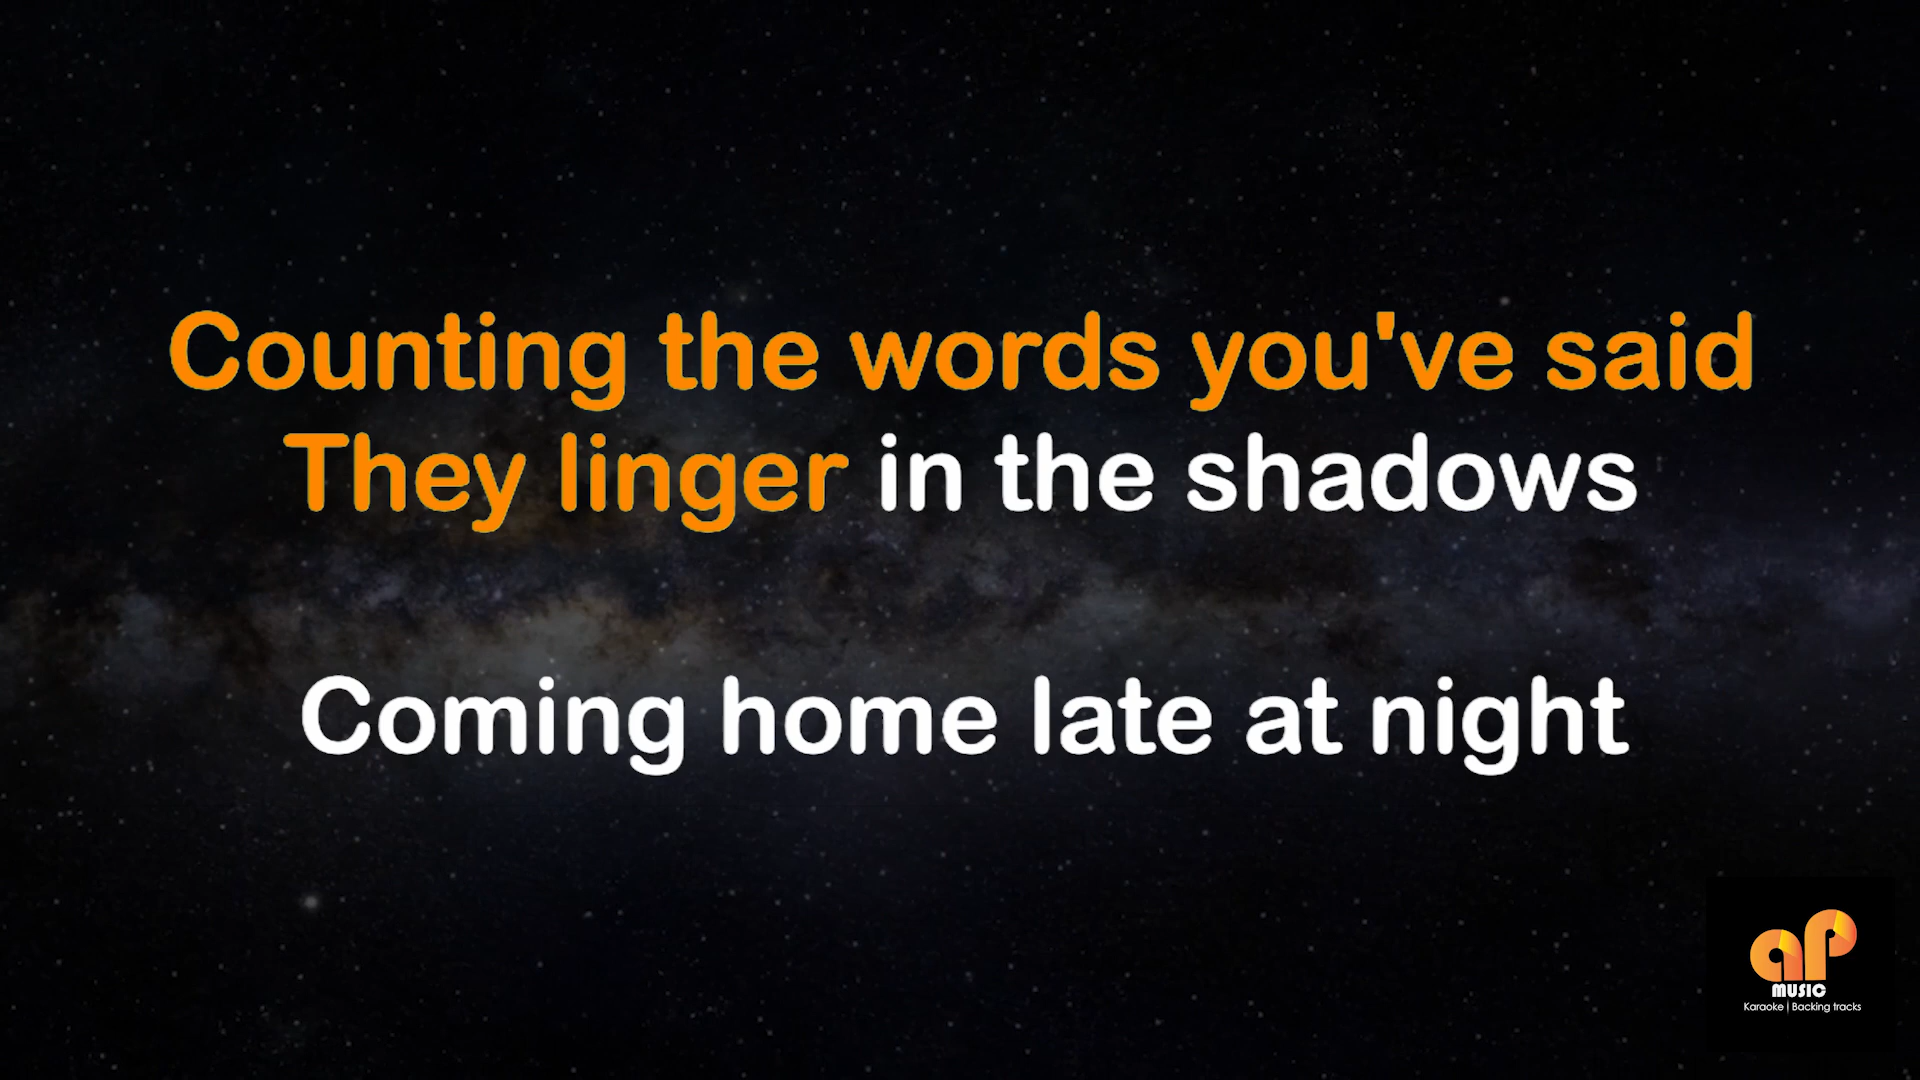 Counting the words you've said
They linger in the shadows
Coming home late at night
aP
MUSIC
Karaoke | Backing tracks